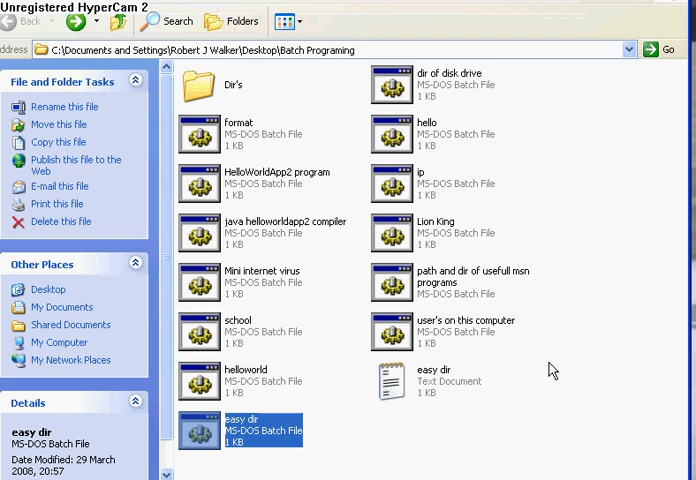 Unregistered HyperCam 2
Back
Search
Folders
ddress
C:\Documents and Settings\Robert J Walker\Desktop\Batch Programing
Go
File and Folder Tasks
Rename this file
Move this file
Copy this file
Publish this file to the
Web
E-mail this file
Print this file
Delete this file
Other Places
Desktop
My Documents
Shared Documents
My Computer
My Network Places
Details
easy dir
MS-DOS Batch File
Date Modified: 29 March
2008, 20:57
Dir's
dir of disk drive
MS-DOS Batch File
1 KB
format
MS-DOS Batch File
1 KB
hello
MS-DOS Batch File
1 KB
HelloWorldApp2 program
MS-DOS Batch File
1 KB
ip
MS-DOS Batch File
1 KB
java helloworldapp2 compiler
MS-DOS Batch File
1 KB
Lion King
MS-DOS Batch File
1 KB
Mini internet virus
MS-DOS Batch File
1 KB
path and dir of usefull msn
programs
MS-DOS Batch File
school
MS-DOS Batch File
1 KB
user's on this computer
MS-DOS Batch File
1 KB
helloworld
MS-DOS Batch File
1 KB
easy dir
Text Document
1 KB
easy dir
MS-DOS Batch File
1 KB